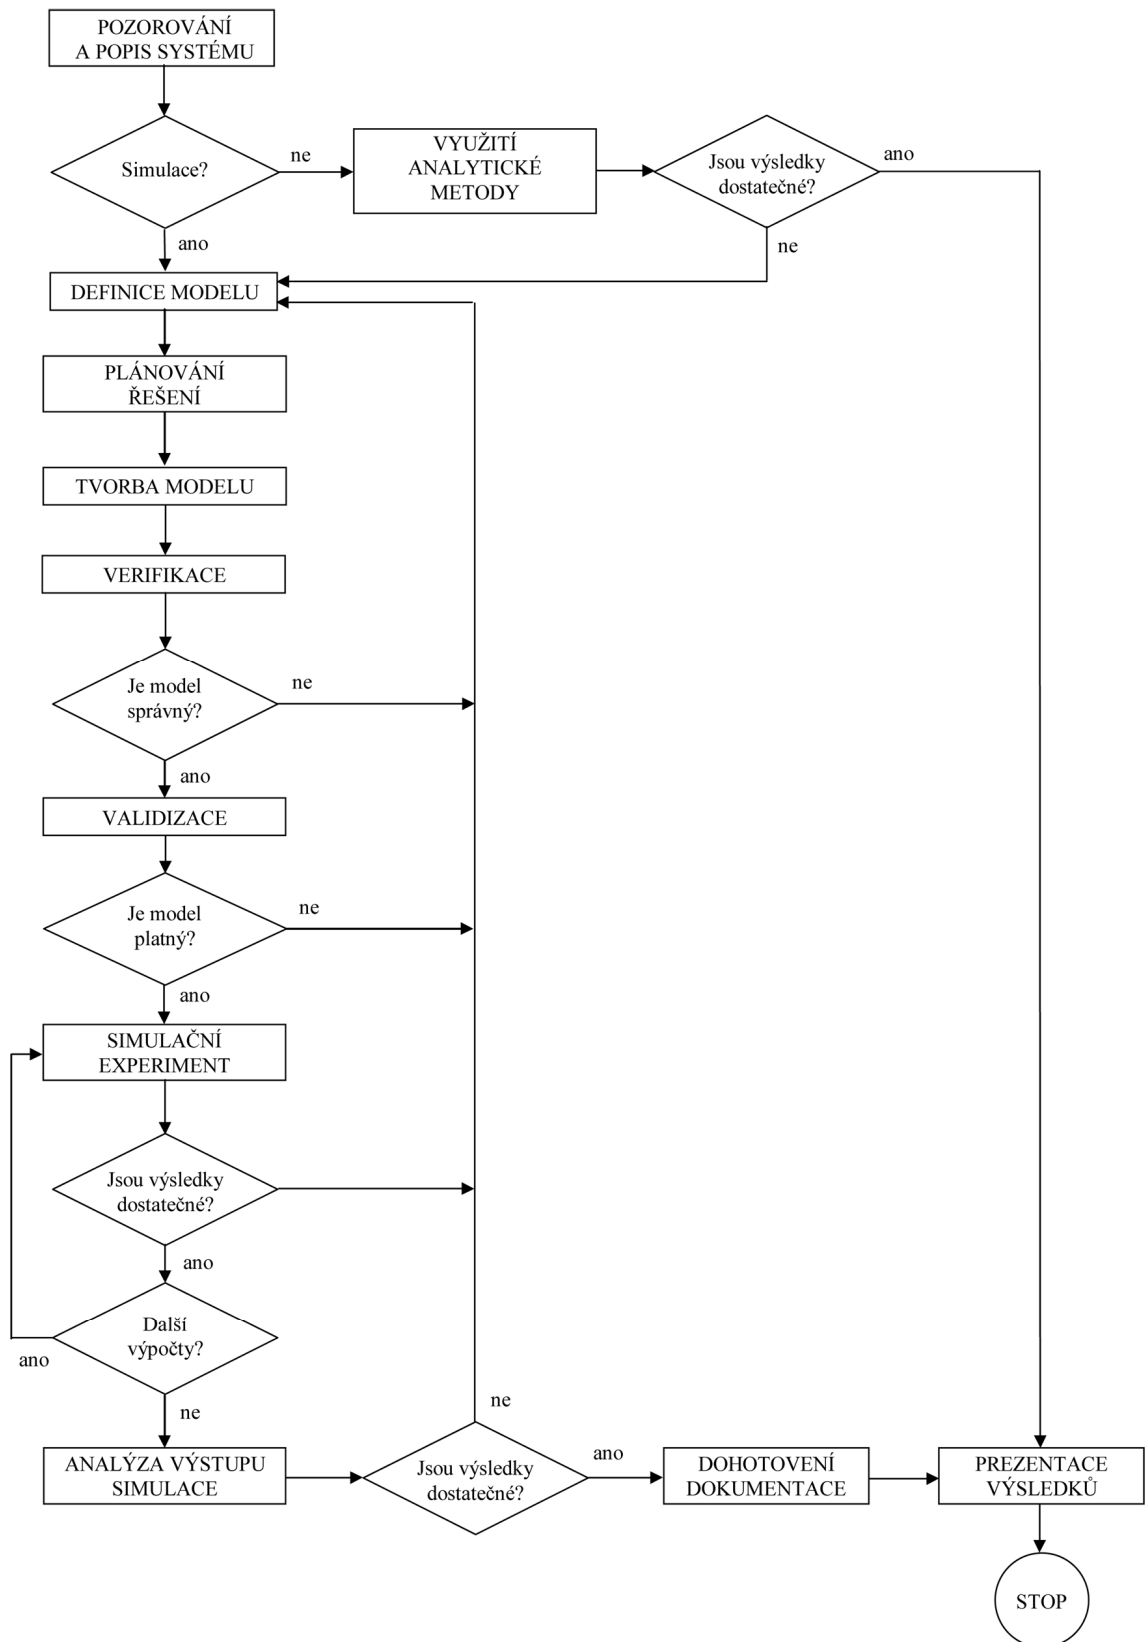 POZOROVÁNÍ
A POPIS SYSTÉMU
Simulace?
ne
VYUŽITÍ
ANALYTICKÉ
METODY
Jsou výsledky
dostatečné?
ano
ano
ne
DEFINICE MODELU
PLÁNOVÁNÍ
ŘEŠENÍ
TVORBA MODELU
VERIFIKACE
Je model
správný?
ne
ano
VALIDIZACE
Je model
platný?
ne
ano
SIMULAČNÍ
EXPERIMENT
Jsou výsledky
dostatečné?
ano
Další
výpočty?
ano
ne
ANALÝZA VÝSTUPU
SIMULACE
ne
Jsou výsledky
dostatečné?
ano
DOHOTOVENÍ
DOKUMENTACE
PREZENTACE
VÝSLEDKŮ
STOP